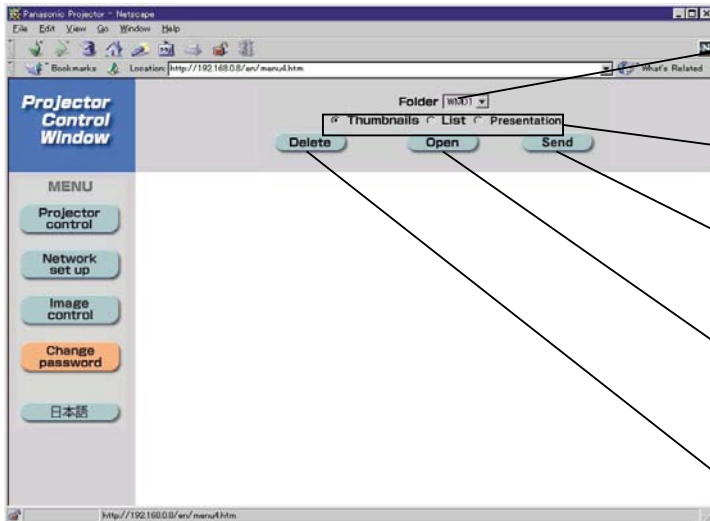 Panasonic Projector - Netscape
File Edit View Go Window Help
Bookmarks Location: http://192.168.0.8/en/menu4.htm What's Related
Projector
Control
Window
Folder WMD1
Thumbnails List Presentation
Delete Open Send
MENU
Projector
control
Network
set up
Image
control
Change
password
日本語
http://192.168.0.8/en/menu4.htm